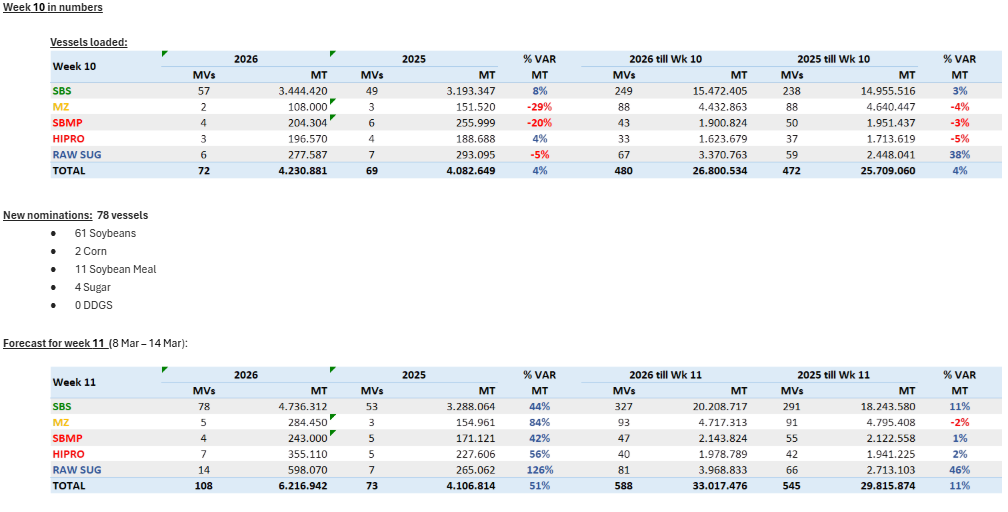 Week 10 in numbers
Vessels loaded:
Week 10 2026 2025 % VAR 2026 till Wk 10 2025 till Wk 10 % VAR
MVs MT MVs MT MT MVs MT MVs MT MT
SBS 57 3.444.420 49 3.193.347 8% 249 15.472.405 238 14.955.516 3%
MZ 2 108.000 3 151.520 -29% 88 4.432.863 88 4.640.447 -4%
SBMP 4 204.304 6 255.999 -20% 43 1.900.824 50 1.951.437 -3%
HIPRO 3 196.570 4 188.688 4% 33 1.623.679 37 1.713.619 -5%
RAW SUG 6 277.587 7 293.095 -5% 67 3.370.763 59 2.448.041 38%
TOTAL 72 4.230.881 69 4.082.649 4% 480 26.800.534 472 25.709.060 4%
New nominations: 78 vessels
• 61 Soybeans
• 2 Corn
• 11 Soybean Meal
• 4 Sugar
• 0 DDGS
Forecast for week 11 (8 Mar – 14 Mar):
Week 11 2026 2025 % VAR 2026 till Wk 11 2025 till Wk 11 % VAR
MVs MT MVs MT MT MVs MT MVs MT MT
SBS 78 4.736.312 53 3.288.064 44% 327 20.208.717 291 18.243.580 11%
MZ 5 284.450 3 154.961 84% 93 4.717.313 91 4.795.408 -2%
SBMP 4 243.000 5 171.121 42% 47 2.143.824 55 2.122.558 1%
HIPRO 7 355.110 5 227.606 56% 40 1.978.789 42 1.941.225 2%
RAW SUG 14 598.070 7 265.062 126% 81 3.968.833 66 2.713.103 46%
TOTAL 108 6.216.942 73 4.106.814 51% 588 33.017.476 545 29.815.874 11%